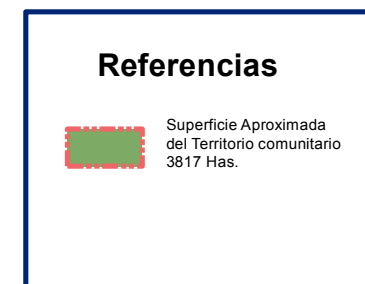 Referencias
Superficie Aproximada
del Territorio comunitario
3817 Has.